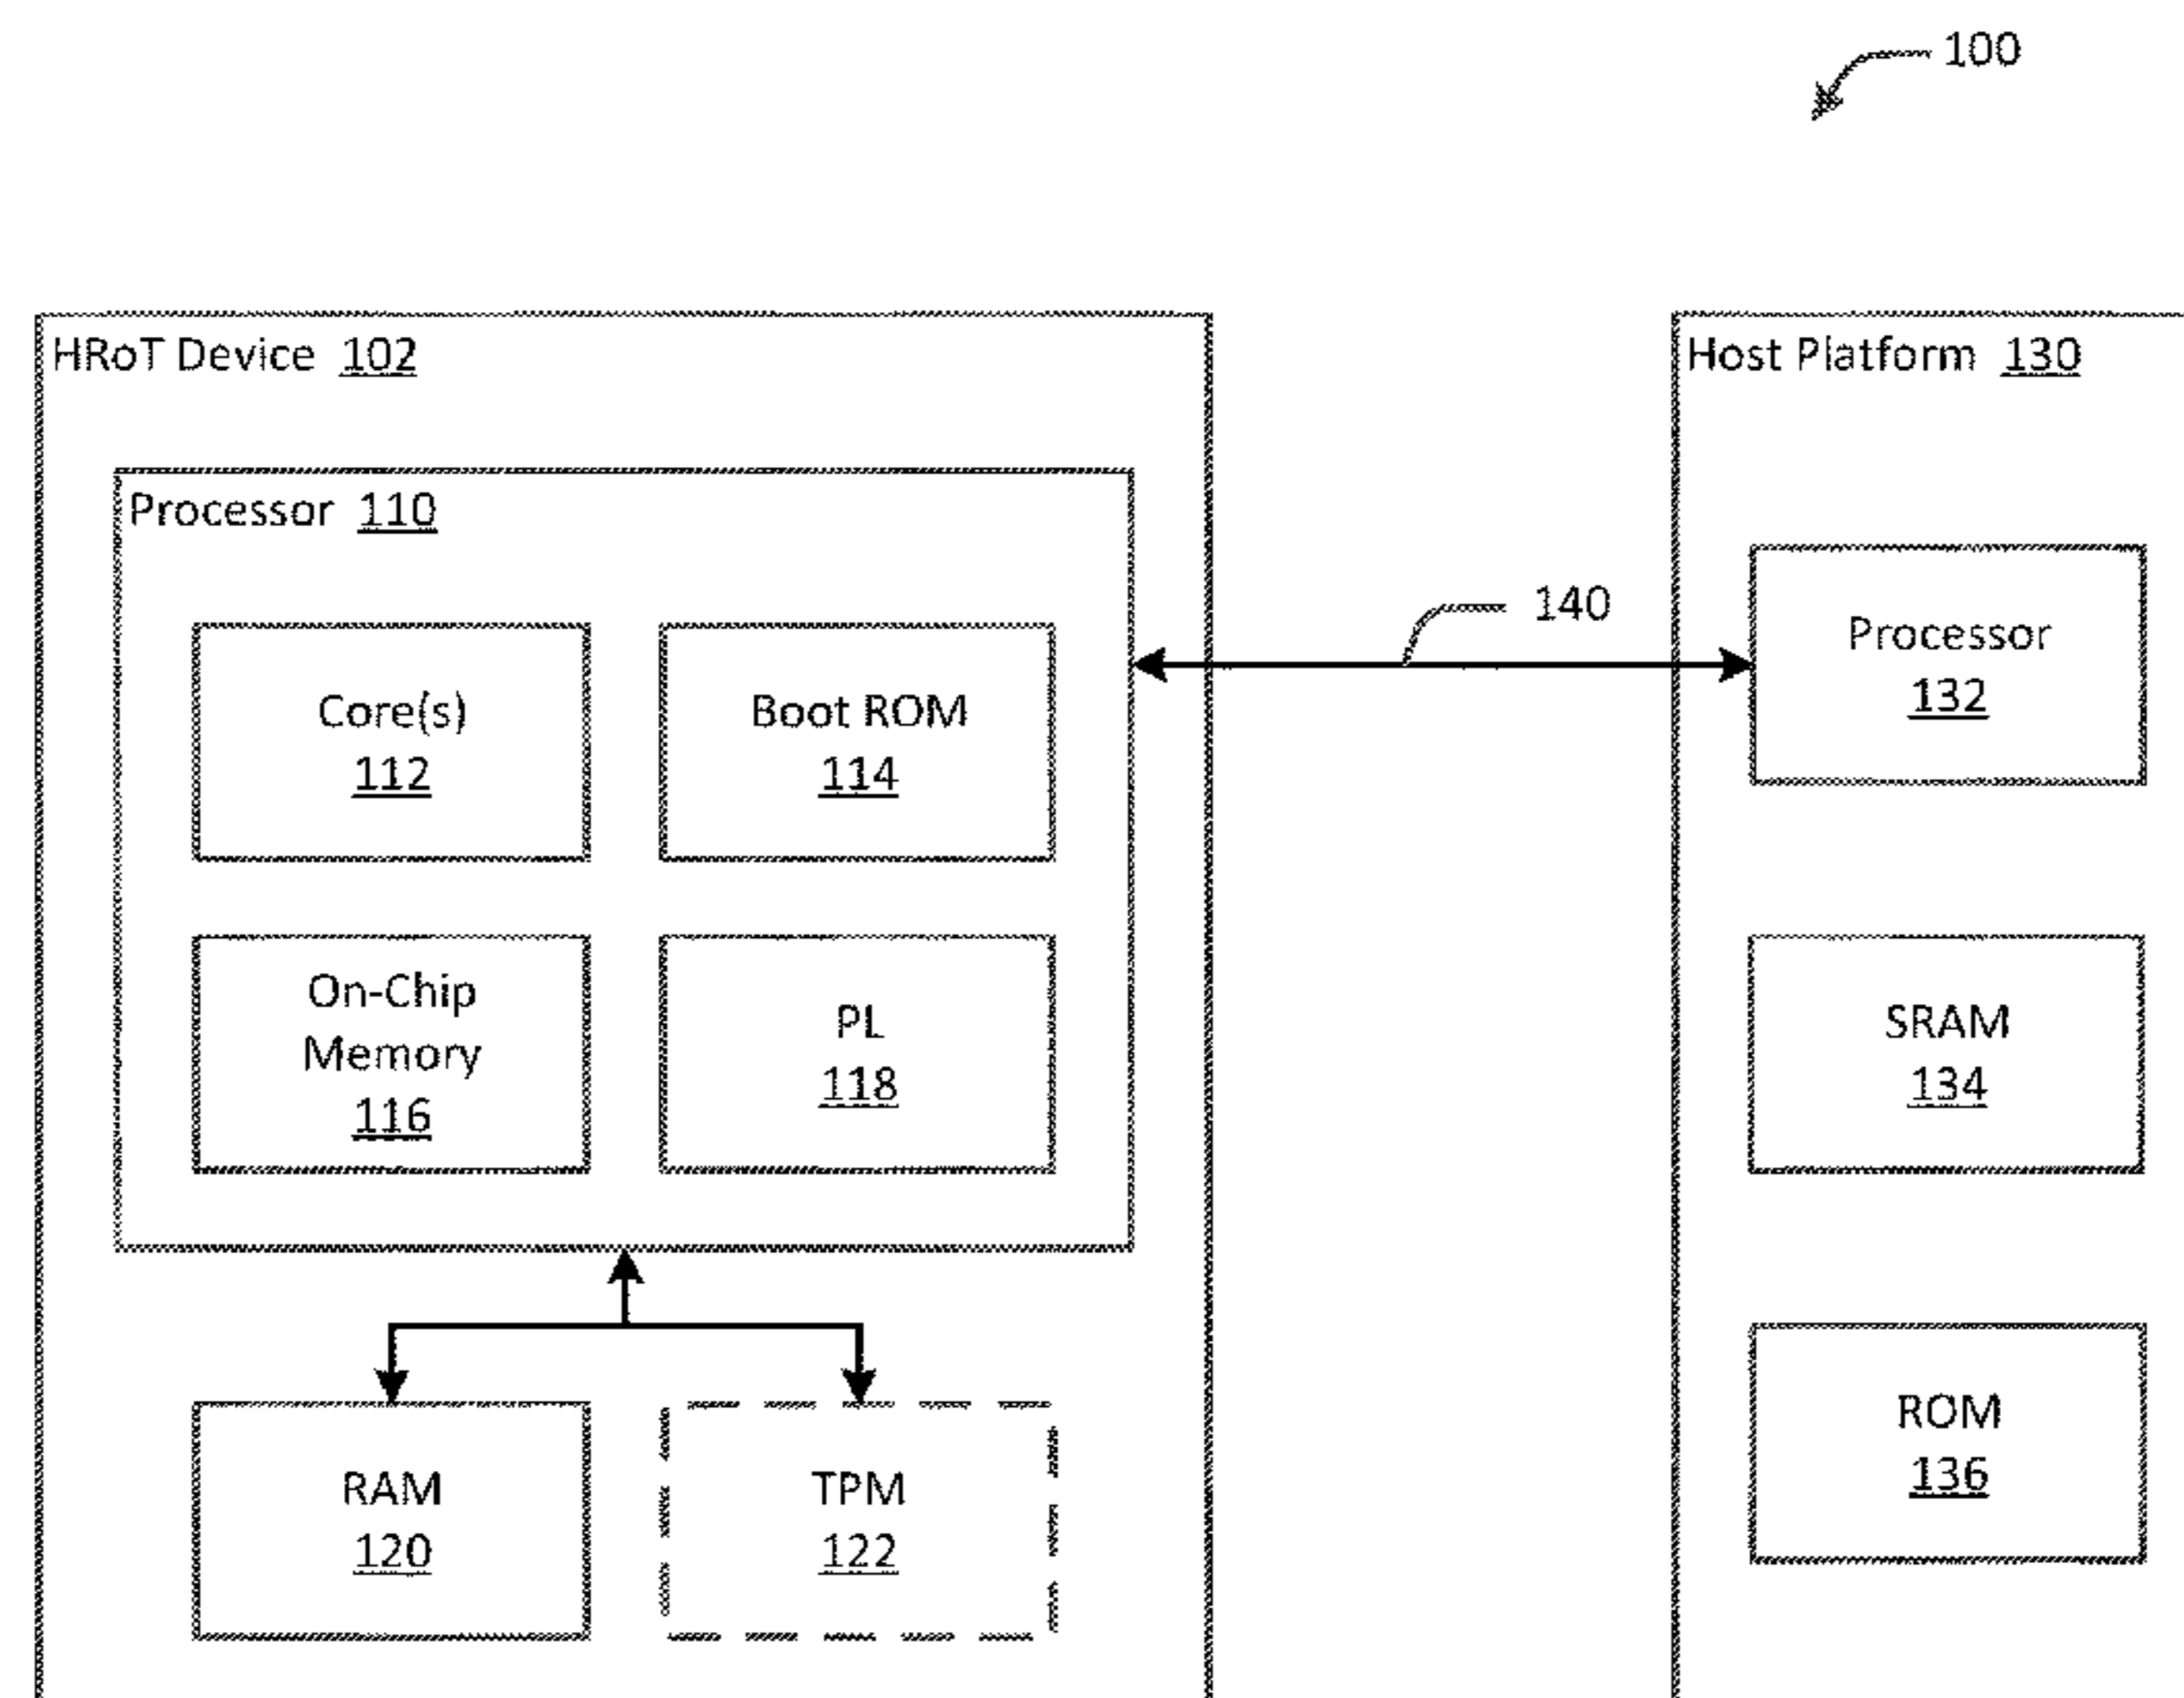 100
HRoT Device 102
Host Platform 130
Processor 110
140
Processor
132
Core(s)
112
Boot ROM
114
On-Chip
Memory
116
PL
118
SRAM
134
RAM
120
TPM
122
ROM
136